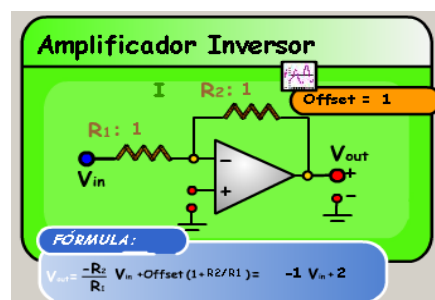 Amplificador Inversor
I
R2: 1
Offset = 1
R1: 1
Vin
-
+
Vout
+
-
FÓRMULA:
Vout= -R2/R1 Vin +Offset (1+R2/R1)= -1 Vin + 2